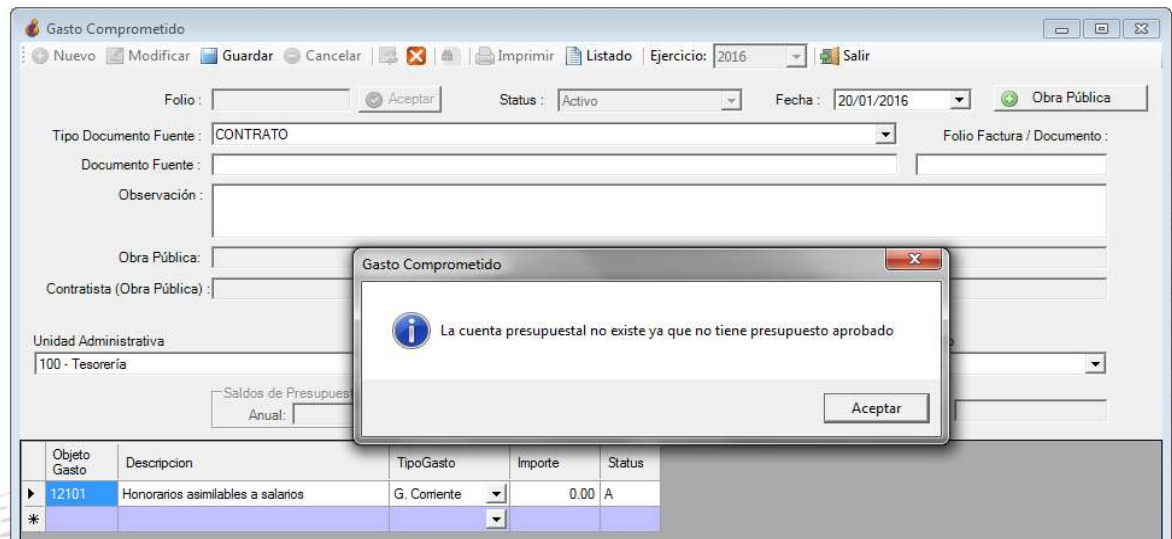 Gasto Comprometido
Nuevo Modificar Guardar Cancelar Imprimir Listado Ejercicio: 2016 Salir
Folio : Aceptar Status : Activo Fecha : 20/01/2016 Obra Pública
Tipo Documento Fuente : CONTRATO Folio Factura / Documento :
Documento Fuente :
Observación :
Obra Pública:
Contratista (Obra Pública) :
Gasto Comprometido
La cuenta presupuestal no existe ya que no tiene presupuesto aprobado
Aceptar
Unidad Administrativa
100 - Tesorería
Saldos de
Anual:
Objeto Gasto Descripcion TipoGasto Importe Status
12101 Honorarios asimilables a salarios G. Corriente 0.00 A